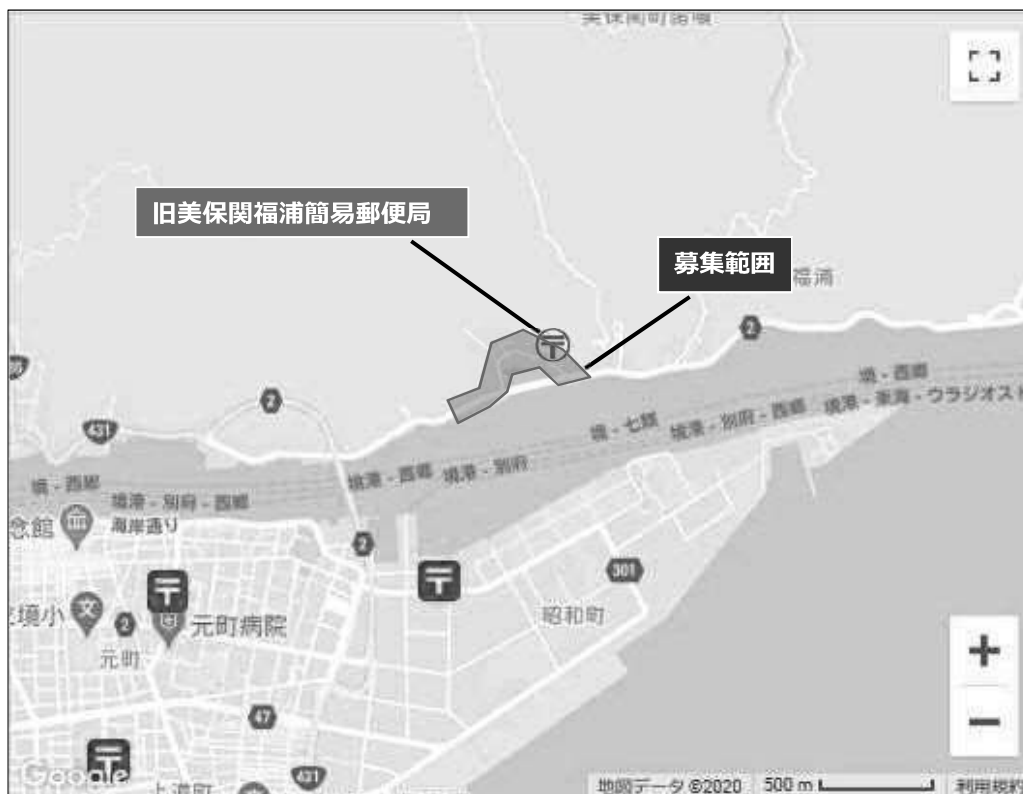 美保関町諸喰
旧美保関福浦簡易郵便局
募集範囲
福浦
2
2
431
境 - 西郷
境 - 七類
境港 - 別府 - 西郷
境港 - 東海 - ウラジオスト
境 - 西郷
境港 - 西郷
境港 - 別府
境港 - 別府 - 西郷
海岸通り
念館
2
301
昭和町
境小
文
2
元町病院
元町
47
431
上道町
Google
地図データ ©2020
500 m
利用規約